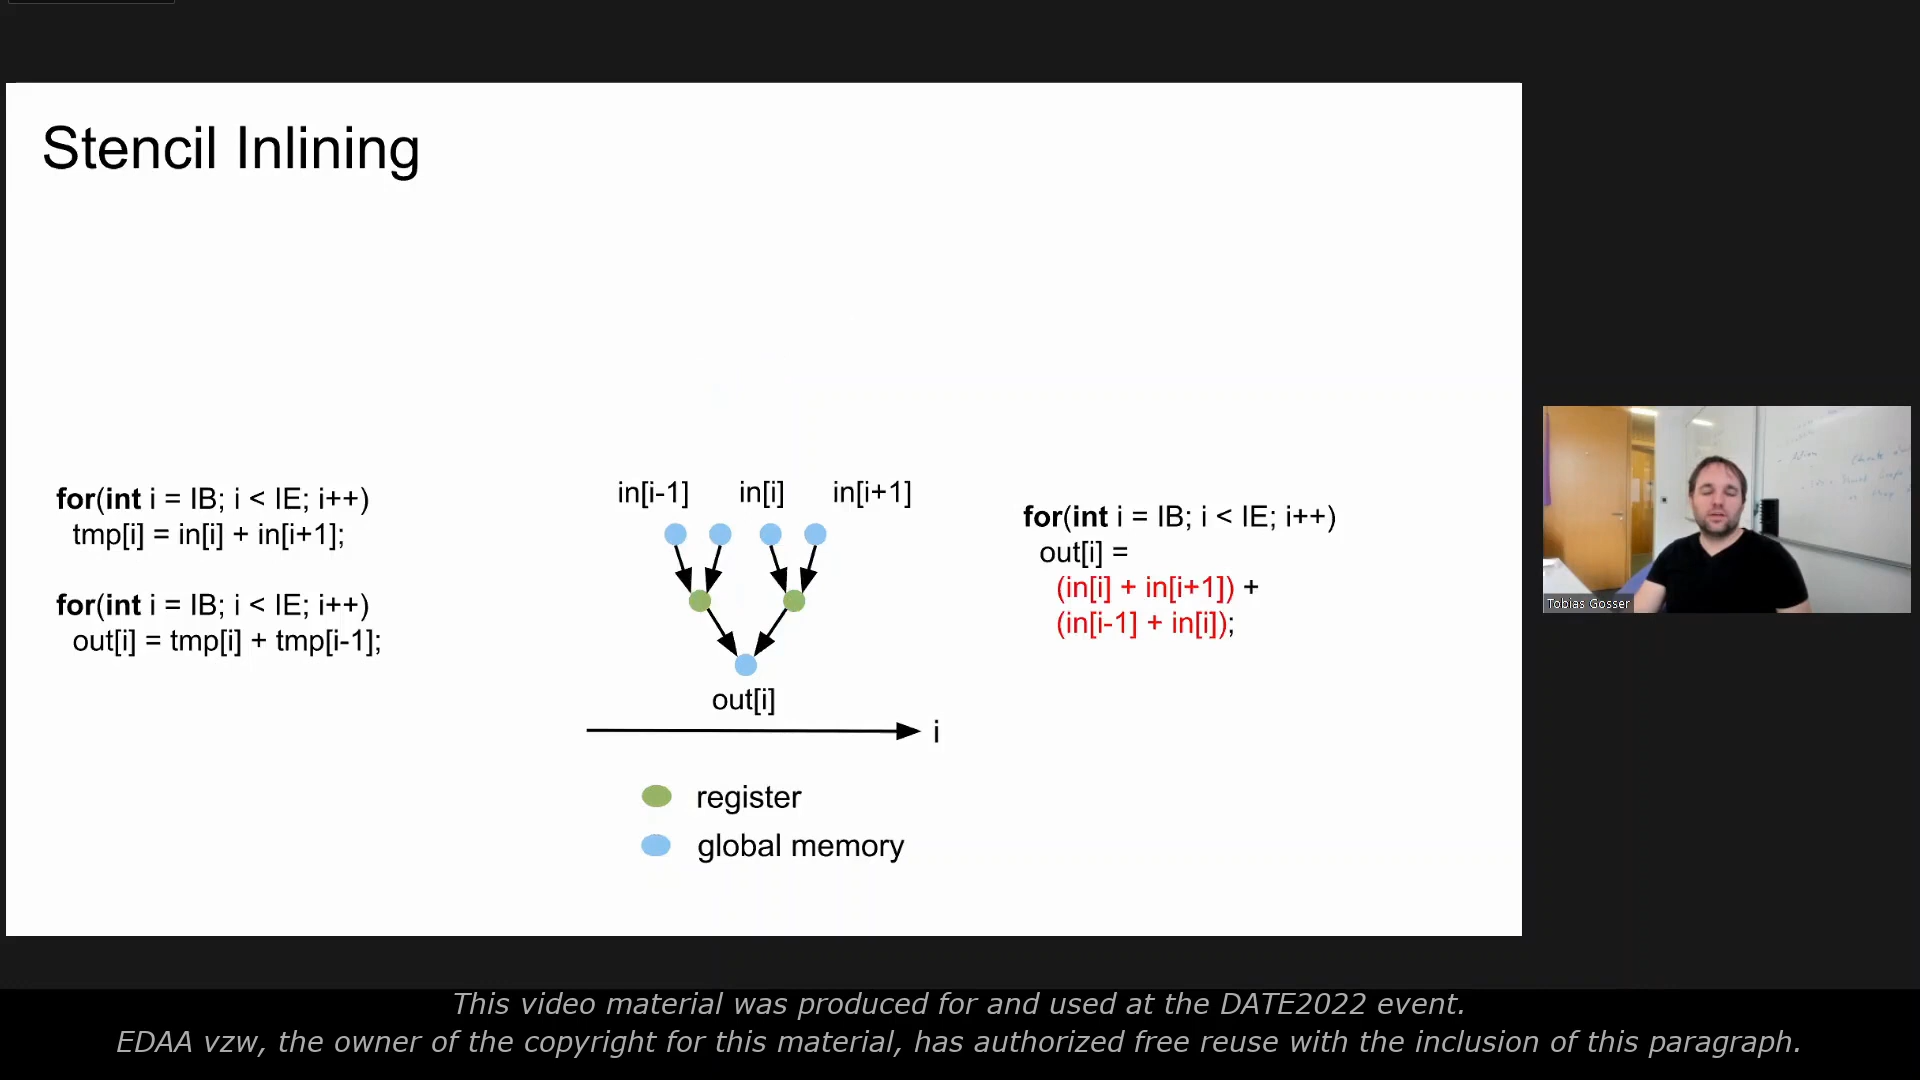 Stencil Inlining
for(int i = IB; i < IE; i++)
tmp[i] = in[i] + in[i+1];
for(int i = IB; i < IE; i++)
out[i] = tmp[i] + tmp[i-1];
in[i-1] in[i] in[i+1]
out[i]
i
register
global memory
for(int i = IB; i < IE; i++)
out[i] =
(in[i] + in[i+1]) +
(in[i-1] + in[i]);
Tobias Gosser
This video material was produced for and used at the DATE2022 event.
EDAA vzw, the owner of the copyright for this material, has authorized free reuse with the inclusion of this paragraph.